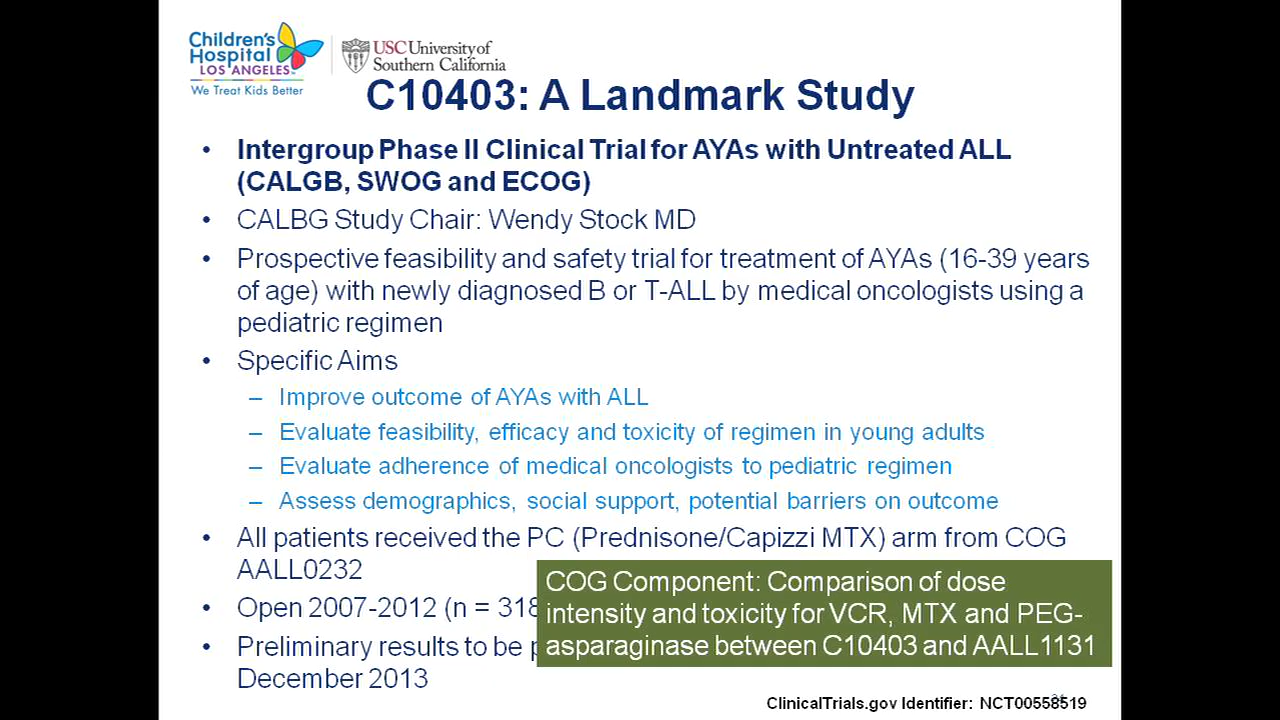 Children's
Hospital
LOS ANGELES
We Treat Kids Better
USC University of
Southern California
C10403: A Landmark Study
• Intergroup Phase II Clinical Trial for AYAs with Untreated ALL
(CALGB, SWOG and ECOG)
• CALBG Study Chair: Wendy Stock MD
• Prospective feasibility and safety trial for treatment of AYAs (16-39 years
of age) with newly diagnosed B or T-ALL by medical oncologists using a
pediatric regimen
• Specific Aims
– Improve outcome of AYAs with ALL
– Evaluate feasibility, efficacy and toxicity of regimen in young adults
– Evaluate adherence of medical oncologists to pediatric regimen
– Assess demographics, social support, potential barriers on outcome
• All patients received the PC (Prednisone/Capizzi MTX) arm from COG
AALL0232
• Open 2007-2012 (n = 318
• Preliminary results to be
December 2013
COG Component: Comparison of dose
intensity and toxicity for VCR, MTX and PEG-
asparaginase between C10403 and AALL1131
ClinicalTrials.gov Identifier: NCT00558519